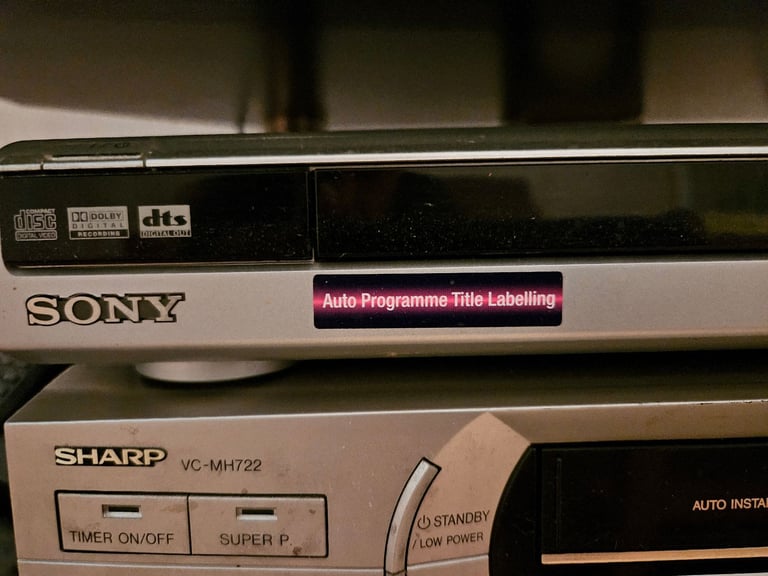 COMPACT
disc
DIGITAL VIDEO
DOLBY
DIGITAL
RECORDING
dts
DIGITAL OUT
SONY
Auto Programme Title Labelling
SHARP
VC-MH722
TIMER ON/OFF
SUPER P.
STANDBY
/ LOW POWER
AUTO INSTA